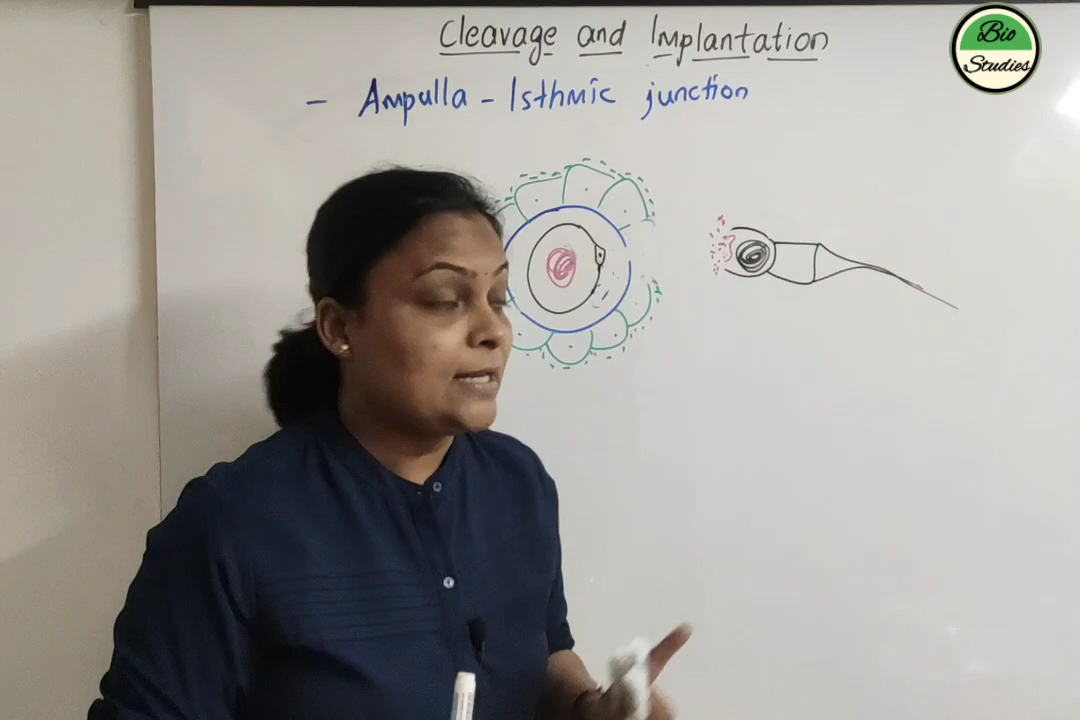 Cleavage and Implantation
Bio
Studies
- Ampulla - Isthmic junction